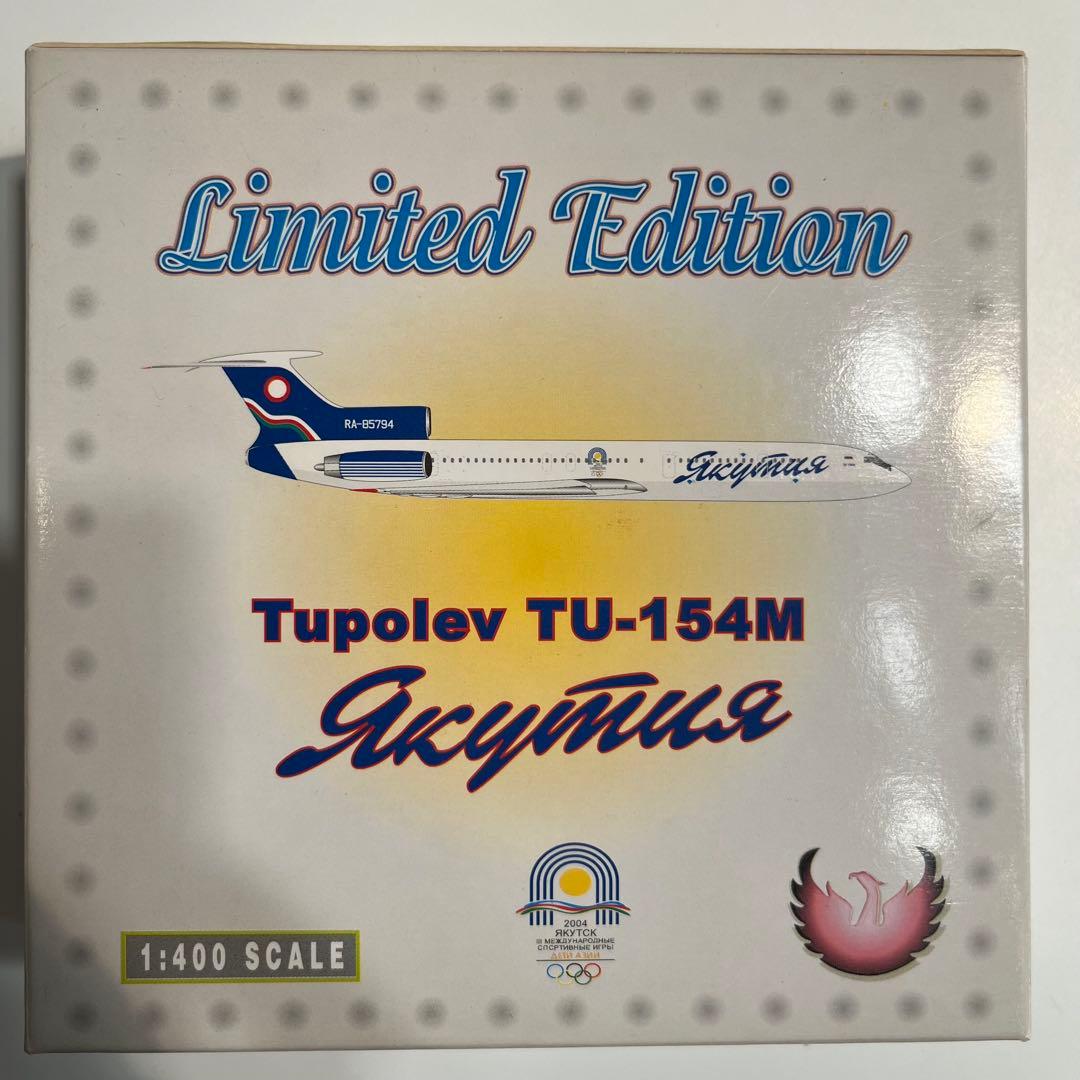 Limited Edition
RA-85794
Якутия
Tupolev TU-154M
Якутия
2004
ЯКУТСК
III МЕЖДУНАРОДНЫЕ
СПОРТИВНЫЕ ИГРЫ
ДЕТИ АЗИИ
1:400 SCALE